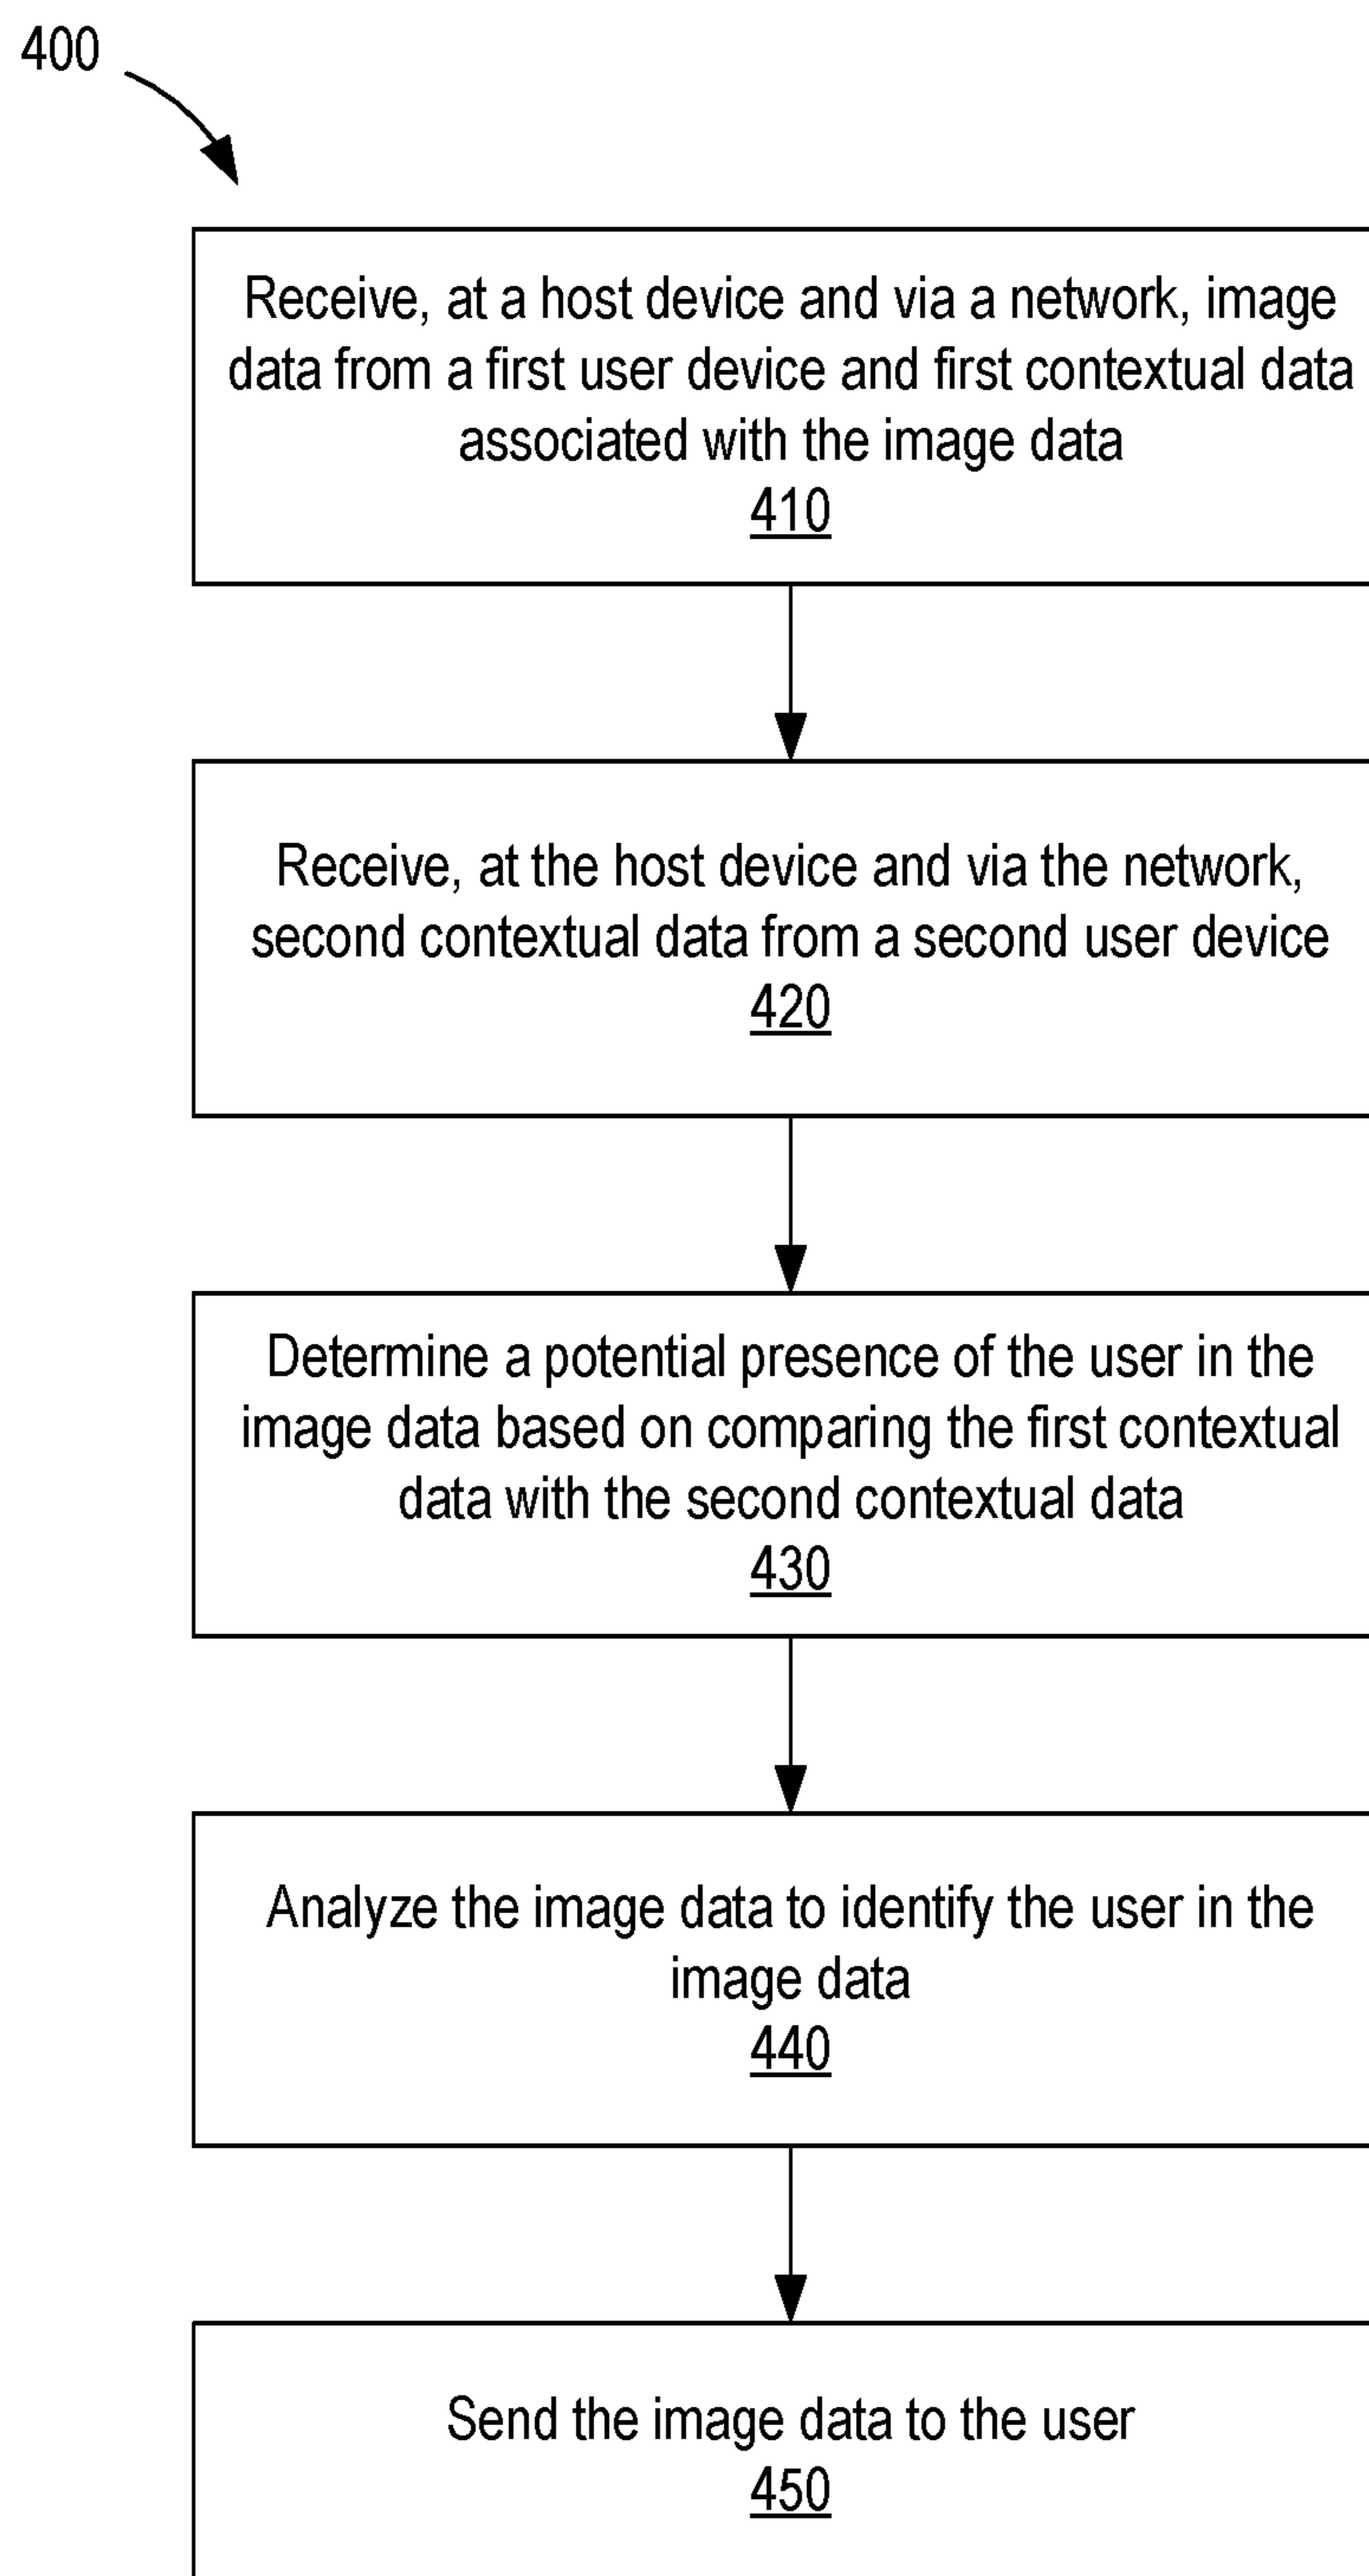 400
Receive, at a host device and via a network, image
data from a first user device and first contextual data
associated with the image data
410
Receive, at the host device and via the network,
second contextual data from a second user device
420
Determine a potential presence of the user in the
image data based on comparing the first contextual
data with the second contextual data
430
Analyze the image data to identify the user in the
image data
440
Send the image data to the user
450